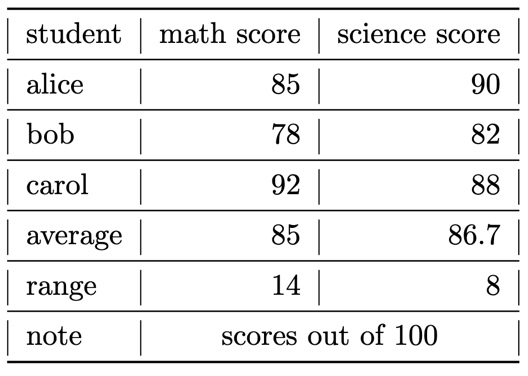 student math score science score
alice 85 90
bob 78 82
carol 92 88
average 85 86.7
range 14 8
note scores out of 100